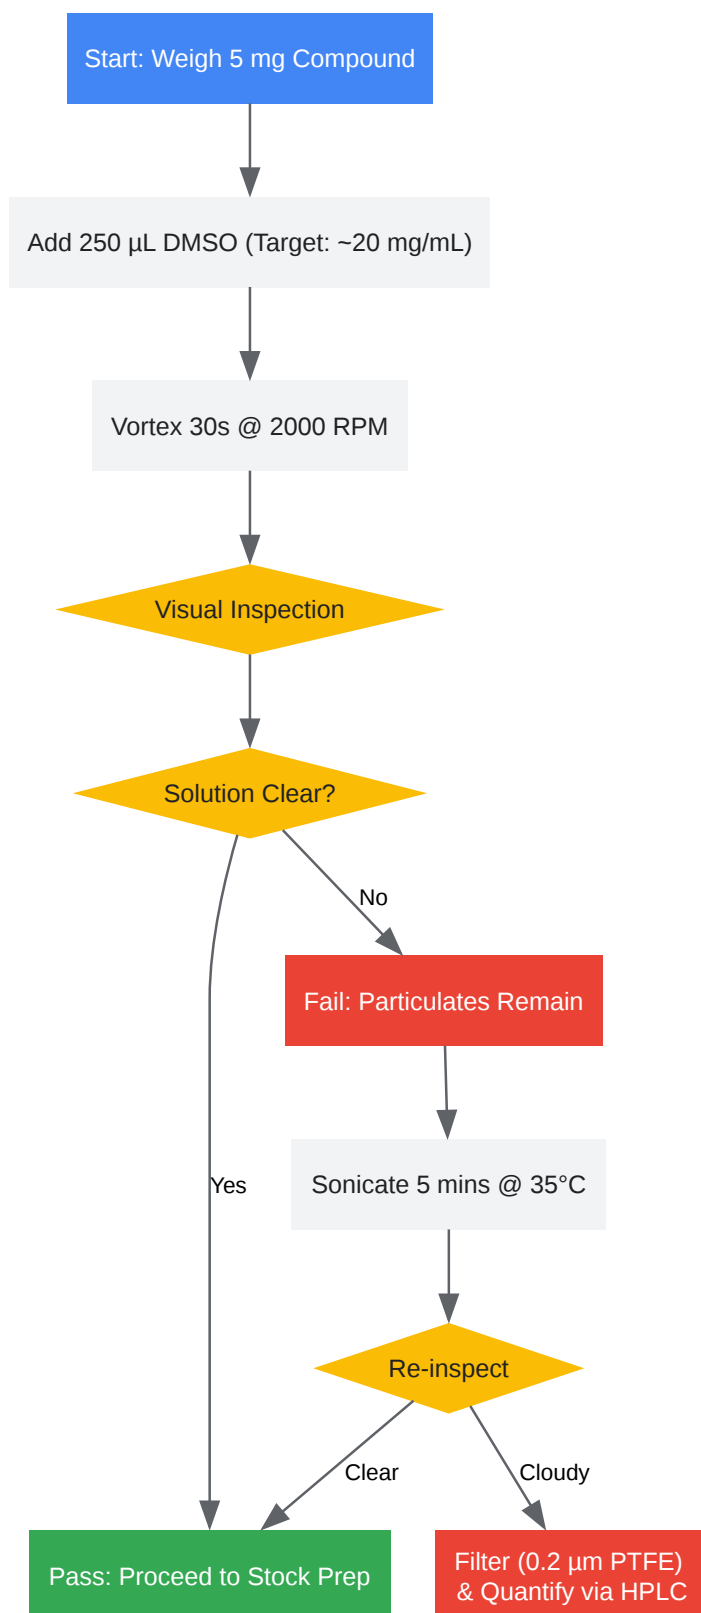 Start: Weigh 5 mg Compound
Add 250 µL DMSO (Target: ~20 mg/mL)
Vortex 30s @ 2000 RPM
Visual Inspection
Solution Clear?
No
Fail: Particulates Remain
Yes
Sonicate 5 mins @ 35°C
Re-inspect
Clear
Cloudy
Pass: Proceed to Stock Prep
Filter (0.2 µm PTFE)
& Quantify via HPLC